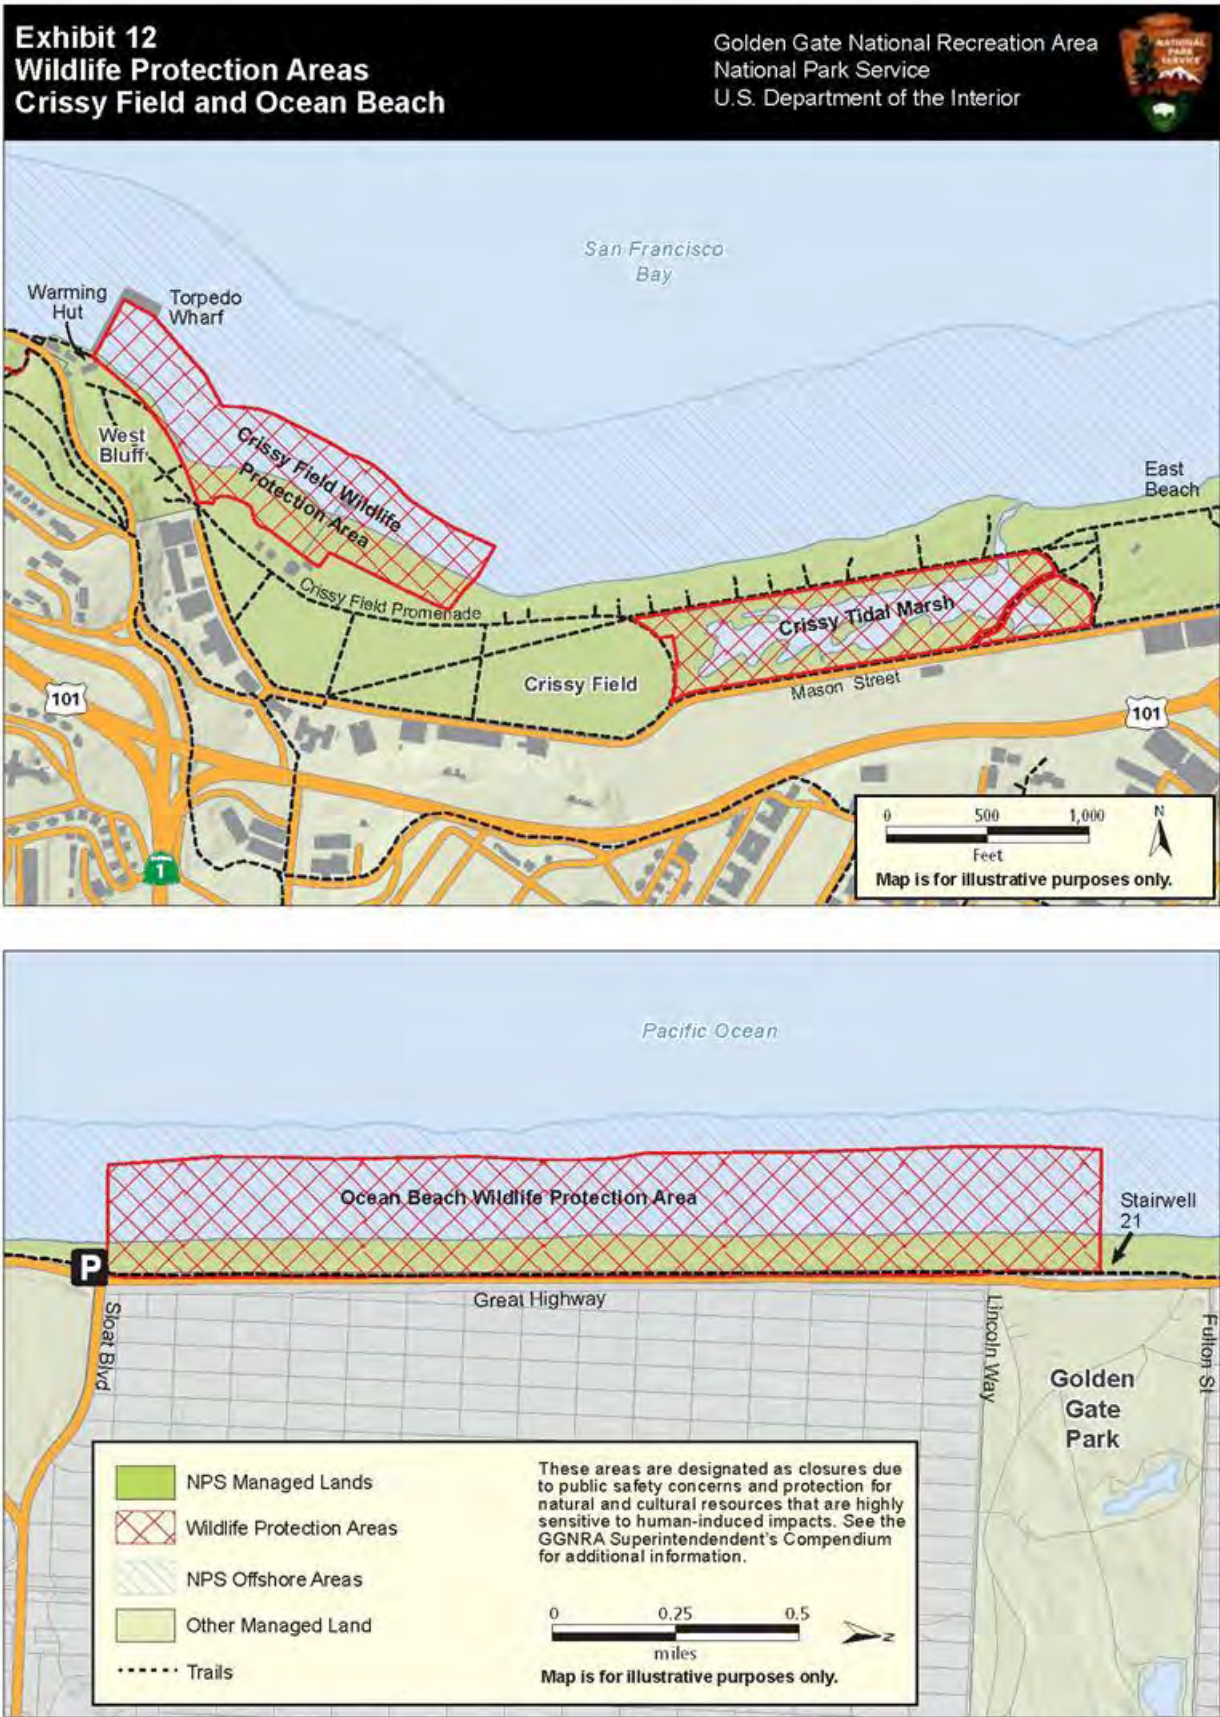 Exhibit 12
Wildlife Protection Areas
Crissy Field and Ocean Beach
Golden Gate National Recreation Area
National Park Service
U.S. Department of the Interior
NATIONAL
PARK
SERVICE
San Francisco
Bay
Warming
Hut
Torpedo
Wharf
West
Bluff
Crissy Field Wildlife
Protection Area
East
Beach
Crissy Field Promenade
Crissy Tidal Marsh
Crissy Field
Mason Street
101
101
1
0 500 1,000
Feet
N
Map is for illustrative purposes only.
Pacific Ocean
Ocean Beach Wildlife Protection Area
Stairwell
21
P
Great Highway
Sloat Blvd
Lincoln Way
Fulton St
Golden
Gate
Park
NPS Managed Lands
Wildlife Protection Areas
NPS Offshore Areas
Other Managed Land
Trails
These areas are designated as closures due
to public safety concerns and protection for
natural and cultural resources that are highly
sensitive to human-induced impacts. See the
GGNRA Superintendendent's Compendium
for additional information.
0 0.25 0.5
miles
N
Map is for illustrative purposes only.